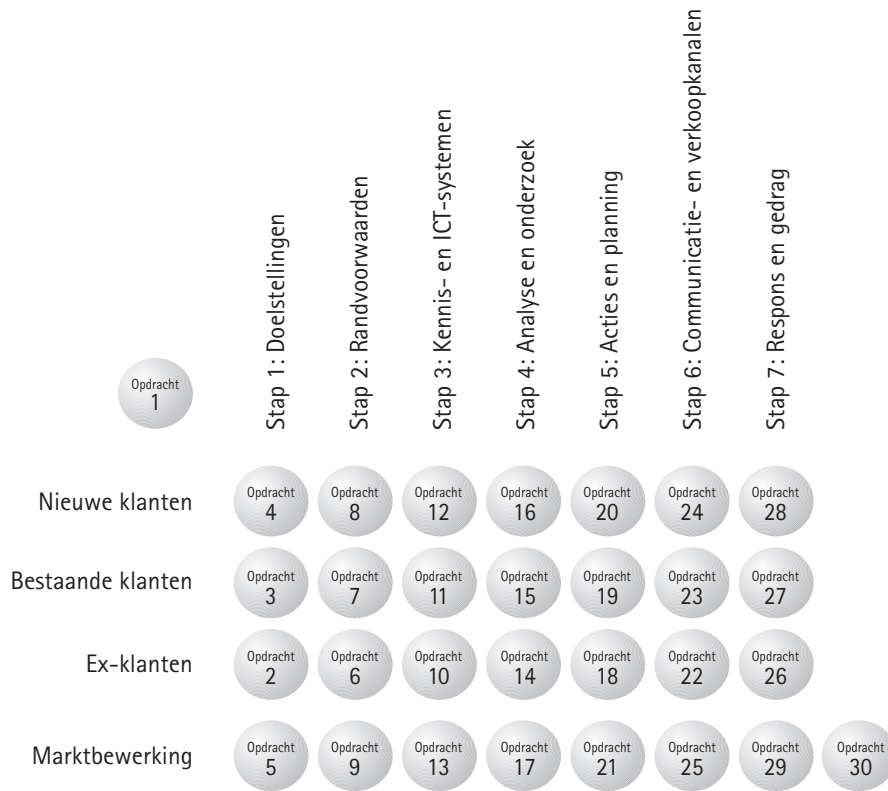 Stap 1: Doelstellingen
Stap 2: Randvoorwaarden
Stap 3: Kennis- en ICT-systemen
Stap 4: Analyse en onderzoek
Stap 5: Acties en planning
Stap 6: Communicatie- en verkoopkanalen
Stap 7: Respons en gedrag
Opdracht
1
Nieuwe klanten
Opdracht
4
Opdracht
8
Opdracht
12
Opdracht
16
Opdracht
20
Opdracht
24
Opdracht
28
Bestaande klanten
Opdracht
3
Opdracht
7
Opdracht
11
Opdracht
15
Opdracht
19
Opdracht
23
Opdracht
27
Ex-klanten
Opdracht
2
Opdracht
6
Opdracht
10
Opdracht
14
Opdracht
18
Opdracht
22
Opdracht
26
Marktbewerking
Opdracht
5
Opdracht
9
Opdracht
13
Opdracht
17
Opdracht
21
Opdracht
25
Opdracht
29
Opdracht
30